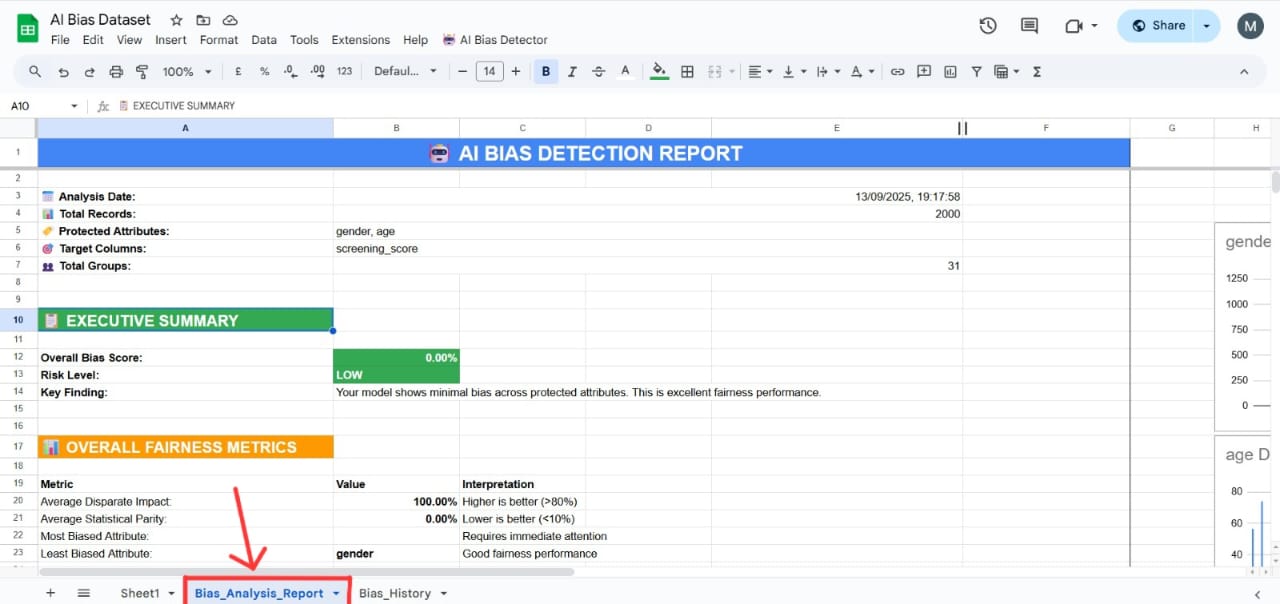 AI Bias Dataset
File Edit View Insert Format Data Tools Extensions Help AI Bias Detector
Share
M
100% £ % .0 .00 123 Defaul... − 14 + B I A Σ
A10 fx EXECUTIVE SUMMARY
A B C D E F G H
1 AI BIAS DETECTION REPORT
2
3 Analysis Date: 13/09/2025, 19:17:58
4 Total Records: 2000
5 Protected Attributes: gender, age
6 Target Columns: screening_score
7 Total Groups: 31
8
9
10 EXECUTIVE SUMMARY
11
12 Overall Bias Score: 0.00%
13 Risk Level: LOW
14 Key Finding: Your model shows minimal bias across protected attributes. This is excellent fairness performance.
15
16
17 OVERALL FAIRNESS METRICS
18
19 Metric Value Interpretation
20 Average Disparate Impact: 100.00% Higher is better (>80%)
21 Average Statistical Parity: 0.00% Lower is better (<10%)
22 Most Biased Attribute: Requires immediate attention
23 Least Biased Attribute: gender Good fairness performance
gende
1250
1000
750
500
250
0
age D
80
60
40
+ Sheet1 Bias_Analysis_Report Bias_History